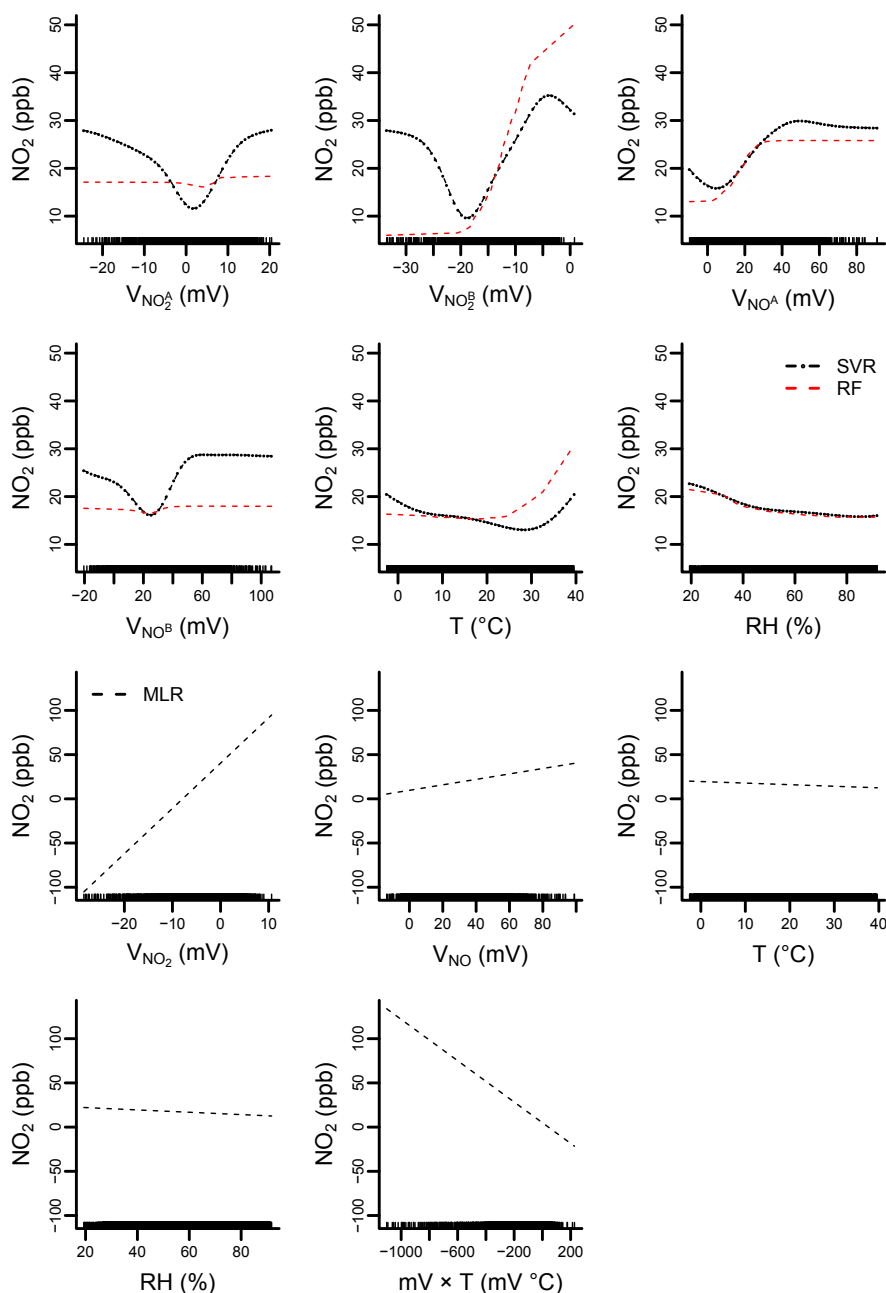 NO2 (ppb)
10 20 30 40 50
−20 −10 0 10 20
VNO2A (mV)
NO2 (ppb)
10 20 30 40 50
−30 −20 −10 0
VNO2B (mV)
NO2 (ppb)
10 20 30 40 50
0 20 40 60 80
VNOA (mV)
NO2 (ppb)
10 20 30 40 50
−20 20 60 100
VNOB (mV)
NO2 (ppb)
10 20 30 40 50
0 10 20 30 40
T (°C)
NO2 (ppb)
10 20 30 40 50
SVR
RF
20 40 60 80
RH (%)
NO2 (ppb)
−100 −50 0 50 100
MLR
−20 −10 0 10
VNO2 (mV)
NO2 (ppb)
−100 −50 0 50 100
0 20 40 60 80
VNO (mV)
NO2 (ppb)
−100 −50 0 50 100
0 10 20 30 40
T (°C)
NO2 (ppb)
−100 −50 0 50 100
20 40 60 80
RH (%)
NO2 (ppb)
−100 −50 0 50 100
−1000 −600 −200 200
mV × T (mV °C)